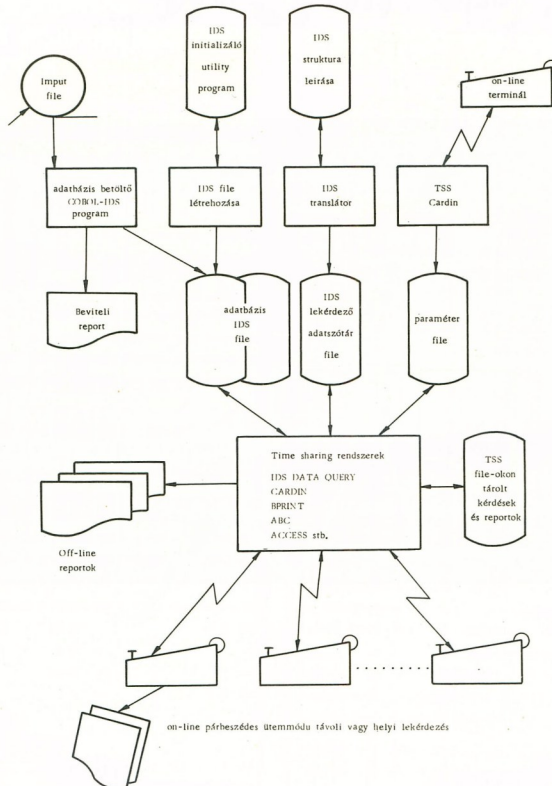 IDS
inicializáló
utility
program
IDS
struktura
leirása
Imput
file
on-line
terminál
adatbázis betöltő
COBOL-IDS
program
IDS file
létrehozása
IDS
translátor
TSS
Cardin
Beviteli
report
adatbázis
IDS
file
IDS
lekérdező
adatszótár
file
paraméter
file
Time sharing rendszerek
IDS DATA QUERY
CARDIN
BPRINT
ABC
ACCESS stb.
TSS
file-okon
tárolt
kérdések
és reportok
Off-line
reportok
on-line párbeszédes ütemmódu távoli vagy helyi lekérdezés